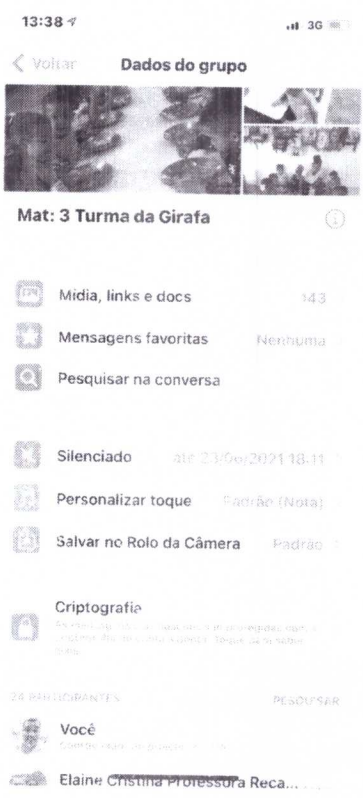 13:38
3G
Voltar Dados do grupo
Mat: 3 Turma da Girafa
Mídia, links e docs 143
Mensagens favoritas Nenhuma
Pesquisar na conversa
Silenciado até 23/06/2021 18:11
Personalizar toque Padrão (Nota)
Salvar no Rolo da Câmera Padrão
Criptografia
24 PARTICIPANTES PESQUISAR
Você
Elaine Cristina Professora Reca...